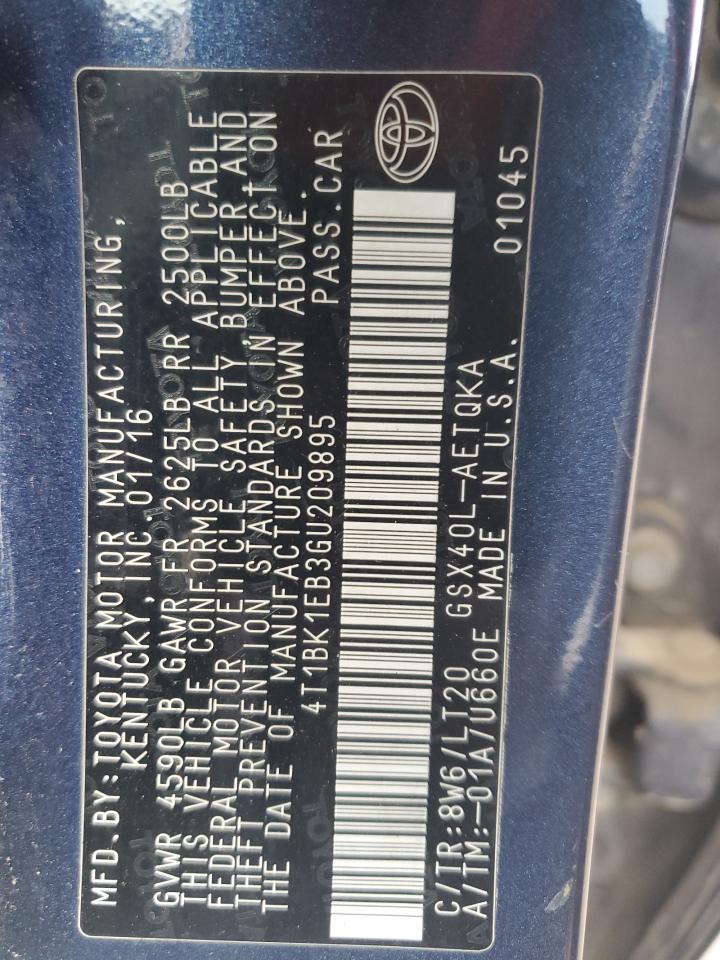 MFD.BY:TOYOTA MOTOR MANUFACTURING,
KENTUCKY,INC.01/16
GVWR 4590LB GAWR FR 2625LB RR 2500LB
THIS VEHICLE CONFORMS TO ALL APPLICABLE
FEDERAL MOTOR VEHICLE SAFETY,BUMPER,AND
THEFT PREVENTION STANDARDS IN EFFECT ON
THE DATE OF MANUFACTURE SHOWN ABOVE.
4T1BK1EB3GU209895 PASS.CAR
C/TR:8W6/LT20 GSX40L-AETQKA 01045
A/TM:-01A/U660E MADE IN U.S.A.